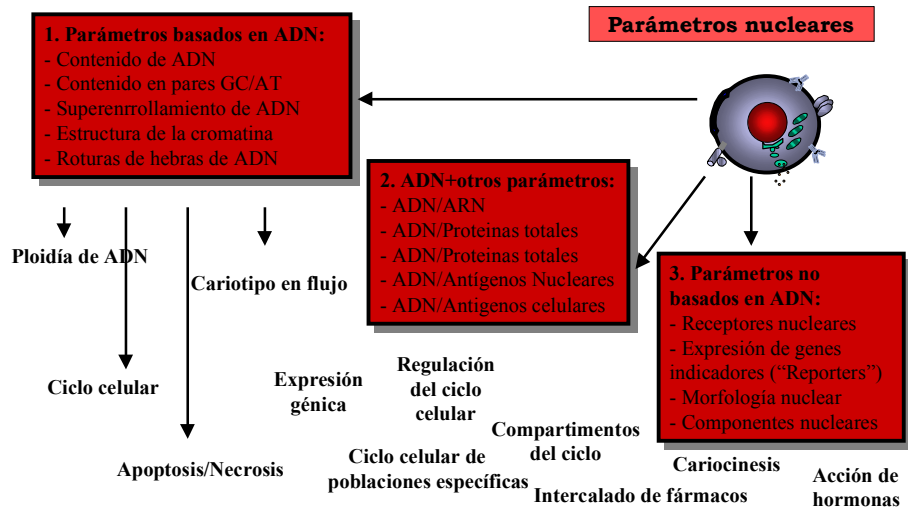 Parámetros nucleares
1. Parámetros basados en ADN:
- Contenido de ADN
- Contenido en pares GC/AT
- Superenrrollamiento de ADN
- Estructura de la cromatina
- Roturas de hebras de ADN
2. ADN+otros parámetros:
- ADN/ARN
- ADN/Proteinas totales
- ADN/Proteinas totales
- ADN/Antígenos Nucleares
- ADN/Antigenos celulares
3. Parámetros no
basados en ADN:
- Receptores nucleares
- Expresión de genes
indicadores (“Reporters”)
- Morfología nuclear
- Componentes nucleares
Ploidía de ADN
Cariotipo en flujo
Ciclo celular
Apoptosis/Necrosis
Expresión
génica
Regulación
del ciclo
celular
Ciclo celular de
poblaciones específicas
Compartimentos
del ciclo
Intercalado de fármacos
Cariocinesis
Acción de
hormonas